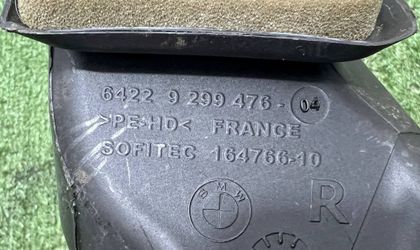 6422 9 299 476-04
>PE-HD< FRANCE
SOFITEC 164766-10
BMW
R